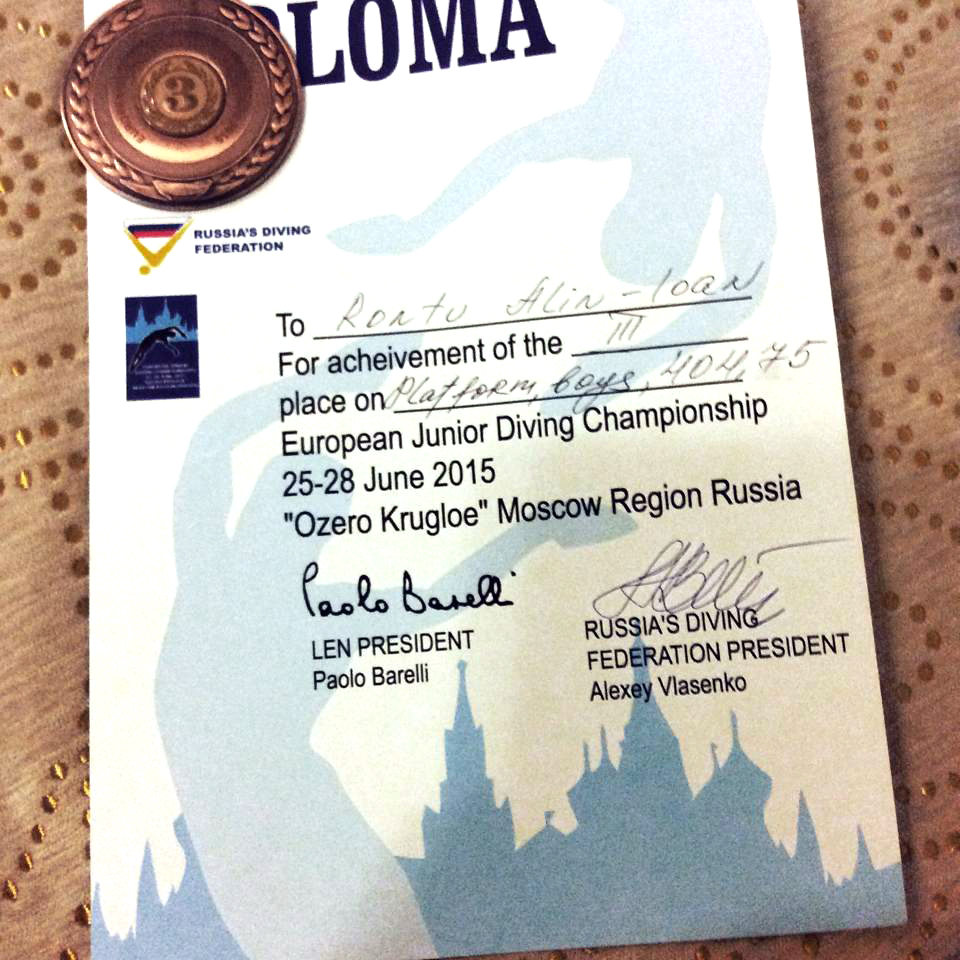 LOMA
3
RUSSIA'S DIVING
FEDERATION
To Rontu Alin-Ioan
For acheivement of the III
place on Platform, boys, 404,75
European Junior Diving Championship
25-28 June 2015
"Ozero Krugloe" Moscow Region Russia
Paolo Barelli
LEN PRESIDENT
Paolo Barelli
RUSSIA'S DIVING
FEDERATION PRESIDENT
Alexey Vlasenko